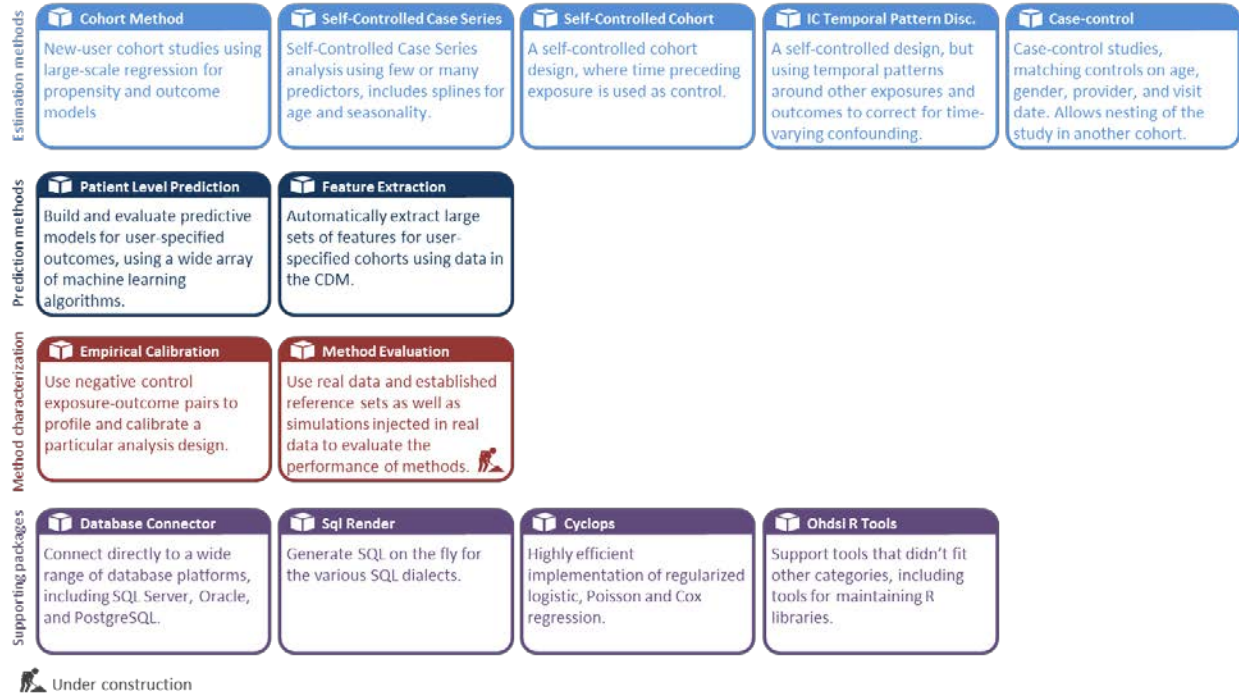 Estimation methods
Cohort Method
New-user cohort studies using
large-scale regression for
propensity and outcome
models
Self-Controlled Case Series
Self-Controlled Case Series
analysis using few or many
predictors, includes splines for
age and seasonality.
Self-Controlled Cohort
A self-controlled cohort
design, where time preceding
exposure is used as control.
IC Temporal Pattern Disc.
A self-controlled design, but
using temporal patterns
around other exposures and
outcomes to correct for time-
varying confounding.
Case-control
Case-control studies,
matching controls on age,
gender, provider, and visit
date. Allows nesting of the
study in another cohort.
Prediction methods
Patient Level Prediction
Build and evaluate predictive
models for user-specified
outcomes, using a wide array
of machine learning
algorithms.
Feature Extraction
Automatically extract large
sets of features for user-
specified cohorts using data in
the CDM.
Method characterization
Empirical Calibration
Use negative control
exposure-outcome pairs to
profile and calibrate a
particular analysis design.
Method Evaluation
Use real data and established
reference sets as well as
simulations injected in real
data to evaluate the
performance of methods.
Supporting packages
Database Connector
Connect directly to a wide
range of database platforms,
including SQL Server, Oracle,
and PostgreSQL.
Sql Render
Generate SQL on the fly for
the various SQL dialects.
Cyclops
Highly efficient
implementation of regularized
logistic, Poisson and Cox
regression.
Ohdsi R Tools
Support tools that didn't fit
other categories, including
tools for maintaining R
libraries.
Under construction